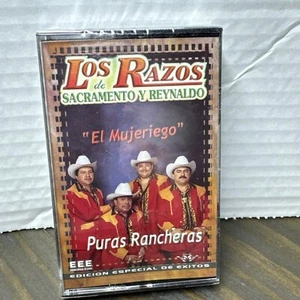 Los Razos
de
SACRAMENTO Y REYNALDO
"El Mujeriego"
Puras Rancheras
EEE
EDICION ESPECIAL DE EXITOS